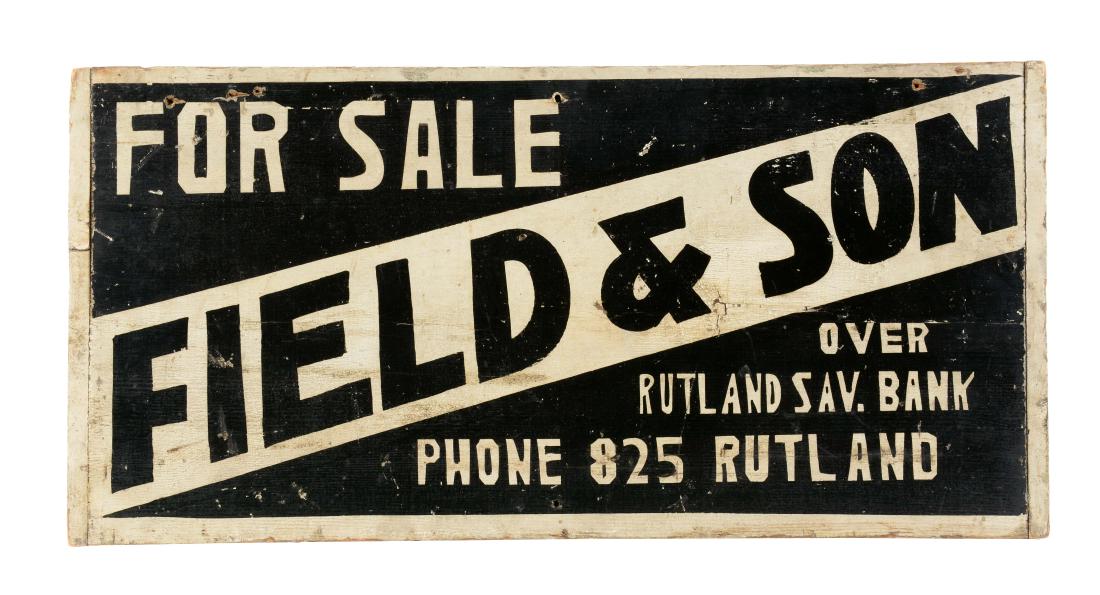 FOR SALE
FIELD & SON
OVER
RUTLAND SAV. BANK
PHONE 825 RUTLAND